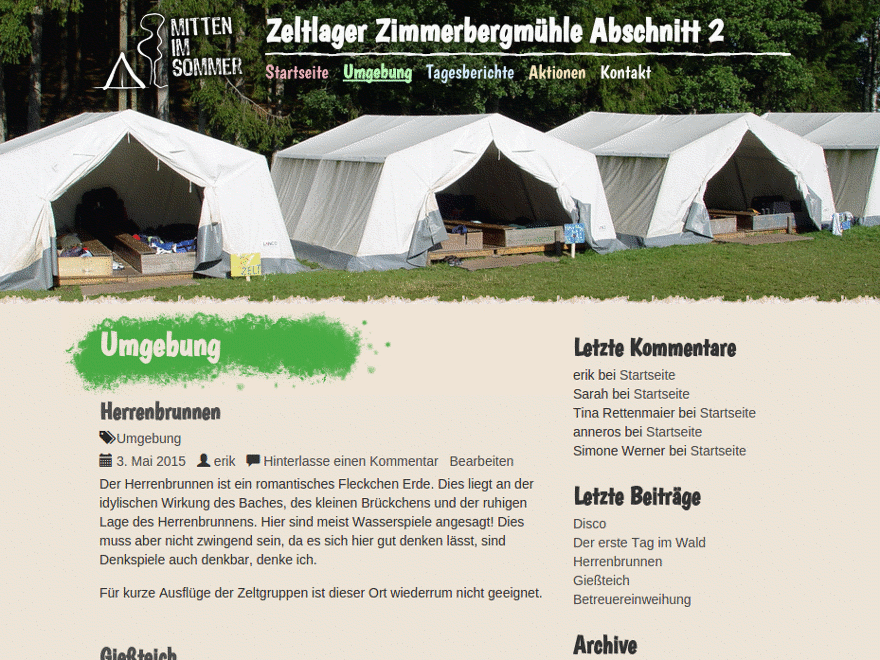 MITTEN
IM
SOMMER
Zeltlager Zimmerbergmühle Abschnitt 2
Startseite Umgebung Tagesberichte Aktionen Kontakt
ZELT
Umgebung
Herrenbrunnen
Umgebung
3. Mai 2015 erik Hinterlasse einen Kommentar Bearbeiten
Der Herrenbrunnen ist ein romantisches Fleckchen Erde. Dies liegt an der
idylischen Wirkung des Baches, des kleinen Brückchens und der ruhigen
Lage des Herrenbrunnens. Hier sind meist Wasserspiele angesagt! Dies
muss aber nicht zwingend sein, da es sich hier gut denken lässt, sind
Denkspiele auch denkbar, denke ich.
Für kurze Ausflüge der Zeltgruppen ist dieser Ort wiederrum nicht geeignet.
Gießteich
Letzte Kommentare
erik bei Startseite
Sarah bei Startseite
Tina Rettenmaier bei Startseite
anneros bei Startseite
Simone Werner bei Startseite
Letzte Beiträge
Disco
Der erste Tag im Wald
Herrenbrunnen
Gießteich
Betreuereinweihung
Archive